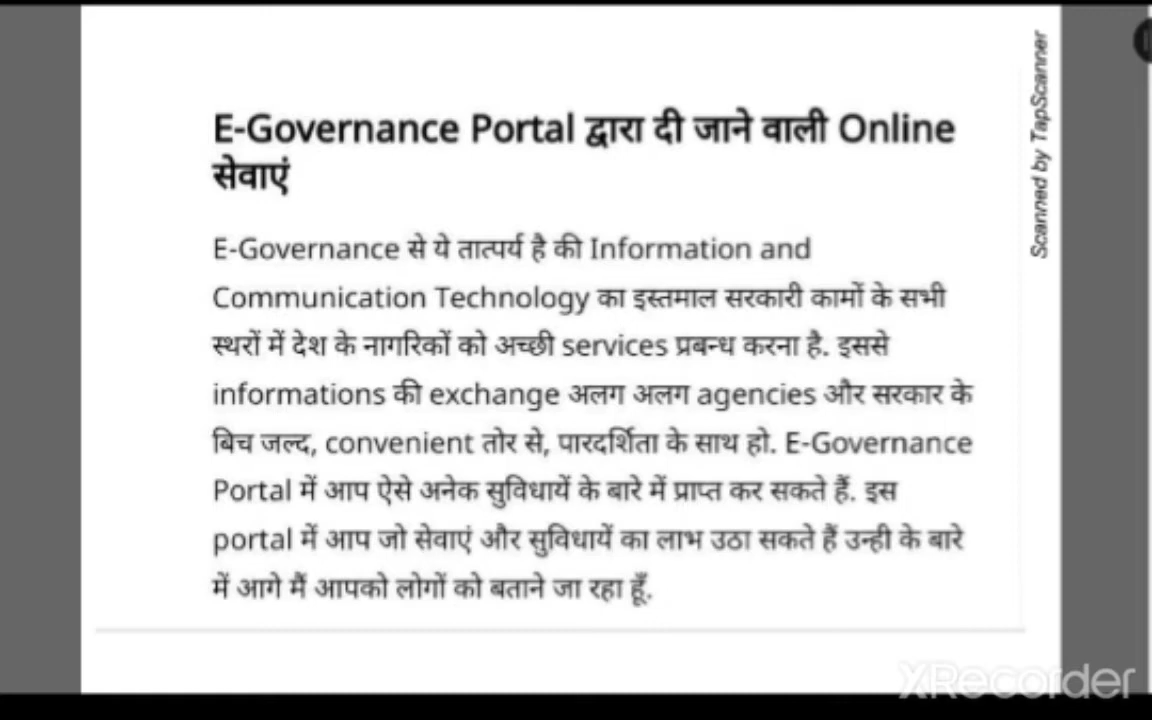 E-Governance Portal द्वारा दी जाने वाली Online
सेवाएं
E-Governance से ये तात्पर्य है की Information and
Communication Technology का इस्तमाल सरकारी कामों के सभी
स्थरों में देश के नागरिकों को अच्छी services प्रबन्ध करना है. इससे
informations की exchange अलग अलग agencies और सरकार के
बिच जल्द, convenient तोर से, पारदर्शिता के साथ हो. E-Governance
Portal में आप ऐसे अनेक सुविधायें के बारे में प्राप्त कर सकते हैं. इस
portal में आप जो सेवाएं और सुविधायें का लाभ उठा सकते हैं उन्ही के बारे
में आगे मैं आपको लोगों को बताने जा रहा हूँ.
Scanned by TapScanner
XRecorder